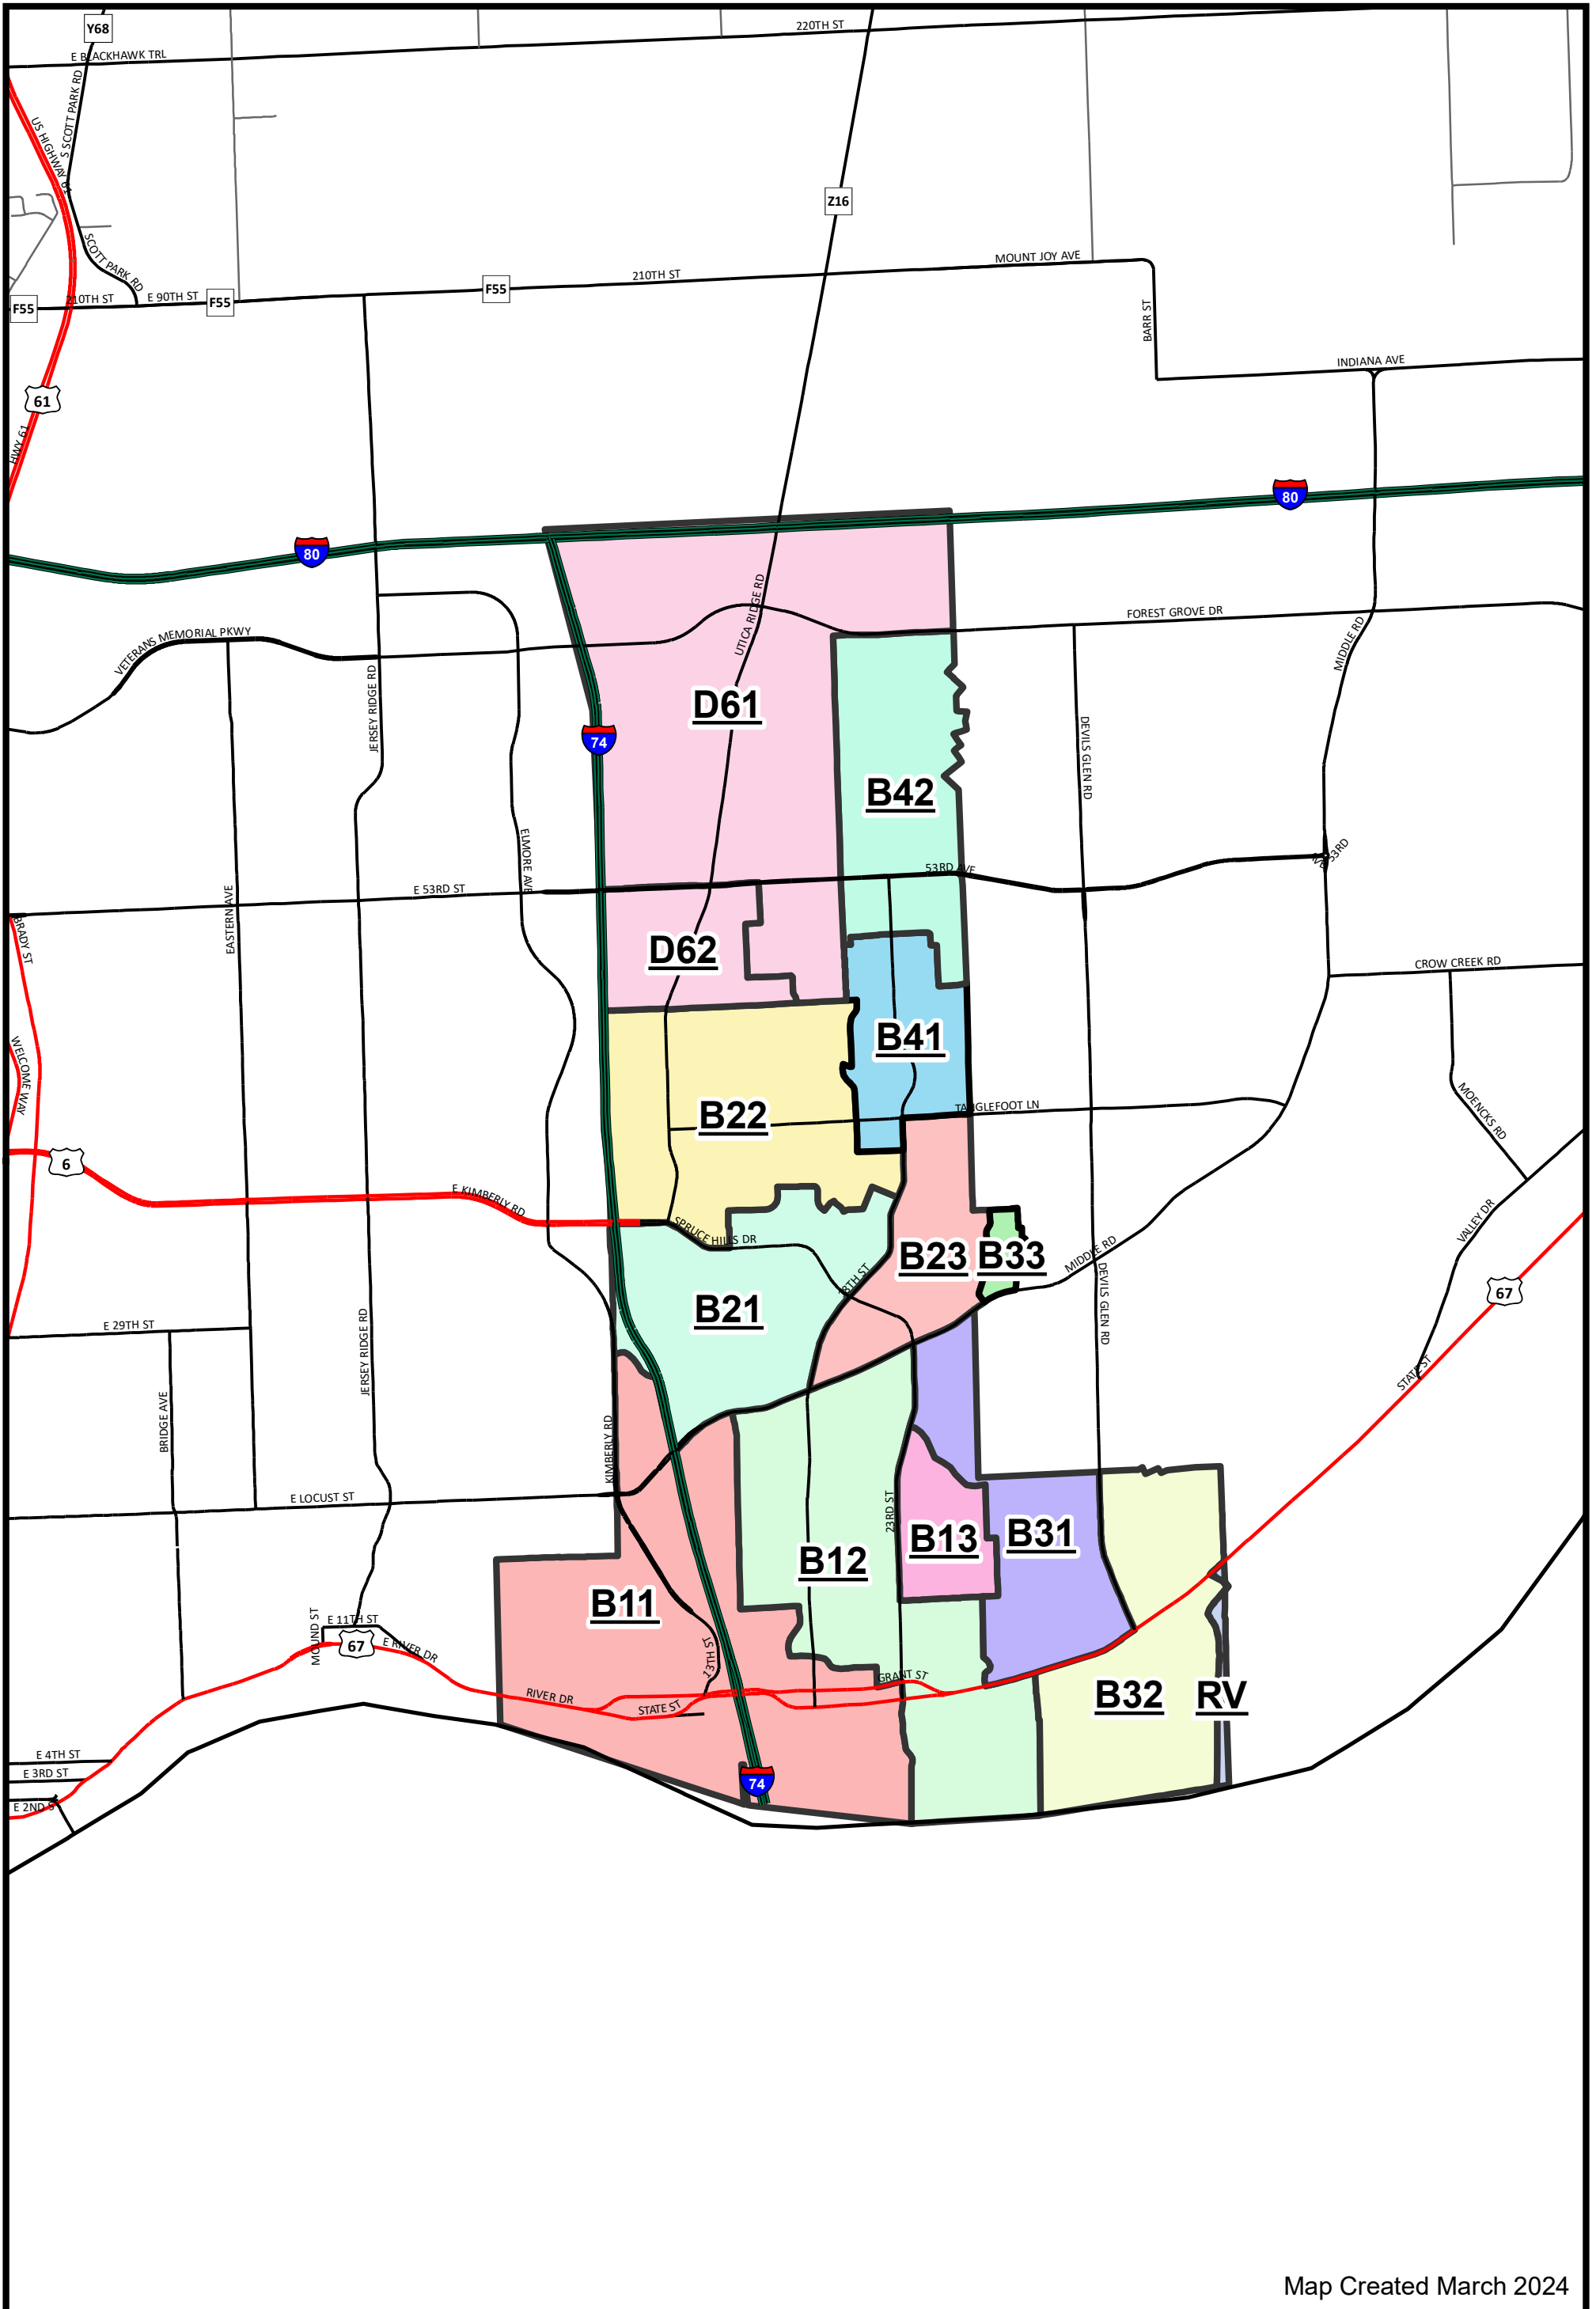 Y68
220TH ST
E BLACKHAWK TRL
S SCOTT PARK RD
US HIGHWAY 61
Z16
SCOTT PARK RD
MOUNT JOY AVE
210TH ST
F55
210TH ST
E 90TH ST
F55
F55
BARR ST
INDIANA AVE
61
HWY 61
80
80
UTICA RIDGE RD
FOREST GROVE DR
VETERANS MEMORIAL PKWY
MIDDLE RD
JERSEY RIDGE RD
D61
74
DEVILS GLEN RD
B42
ELMORE AVE
53RD AVE
E 53RD ST
EASTERN AVE
BRADY ST
D62
CROW CREEK RD
B41
WELCOME WAY
B22
TANGLEFOOT LN
MOENCKS RD
6
E KIMBERLY RD
SPRUCE HILLS DR
VALLEY DR
B23
B33
MIDDLE RD
18TH ST
DEVILS GLEN RD
67
B21
E 29TH ST
JERSEY RIDGE RD
STATE ST
BRIDGE AVE
KIMBERLY RD
E LOCUST ST
23RD ST
B13
B31
B12
B11
E 11TH ST
MOUND ST
67
E RIVER DR
13TH ST
GRANT ST
RIVER DR
STATE ST
B32
RV
E 4TH ST
E 3RD ST
74
E 2ND S
Map Created March 2024